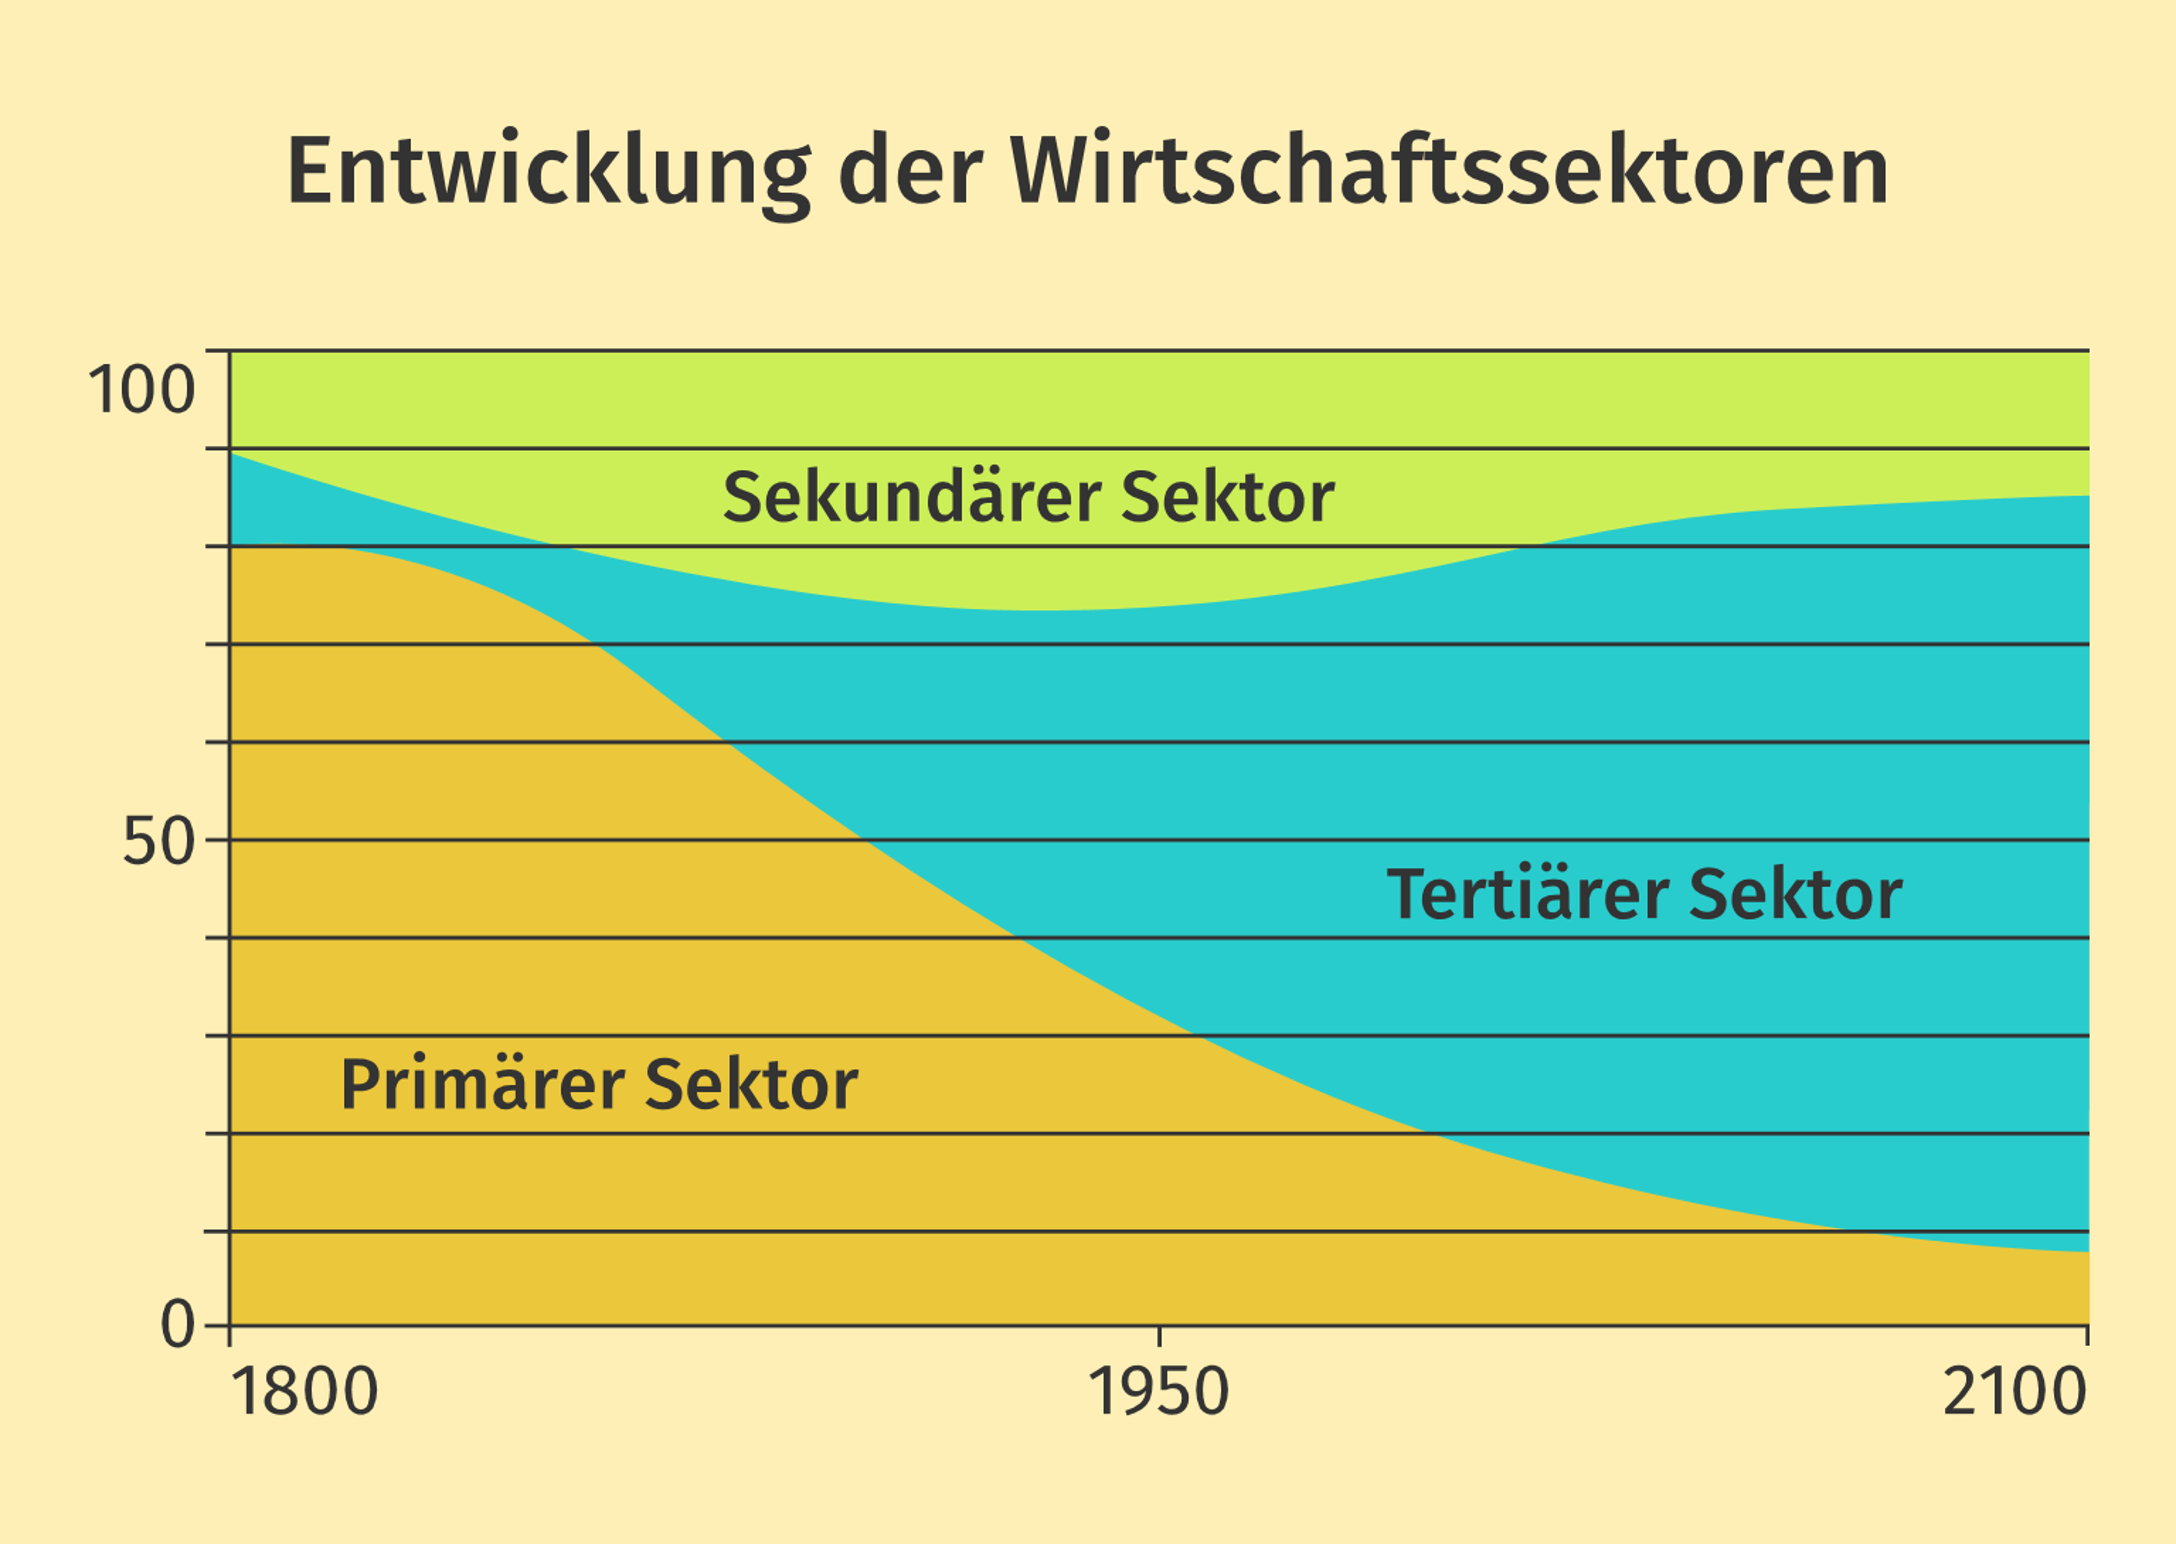 Entwicklung der Wirtschaftssektoren
100
Sekundärer Sektor
50
Tertiärer Sektor
Primärer Sektor
0
1800 1950 2100